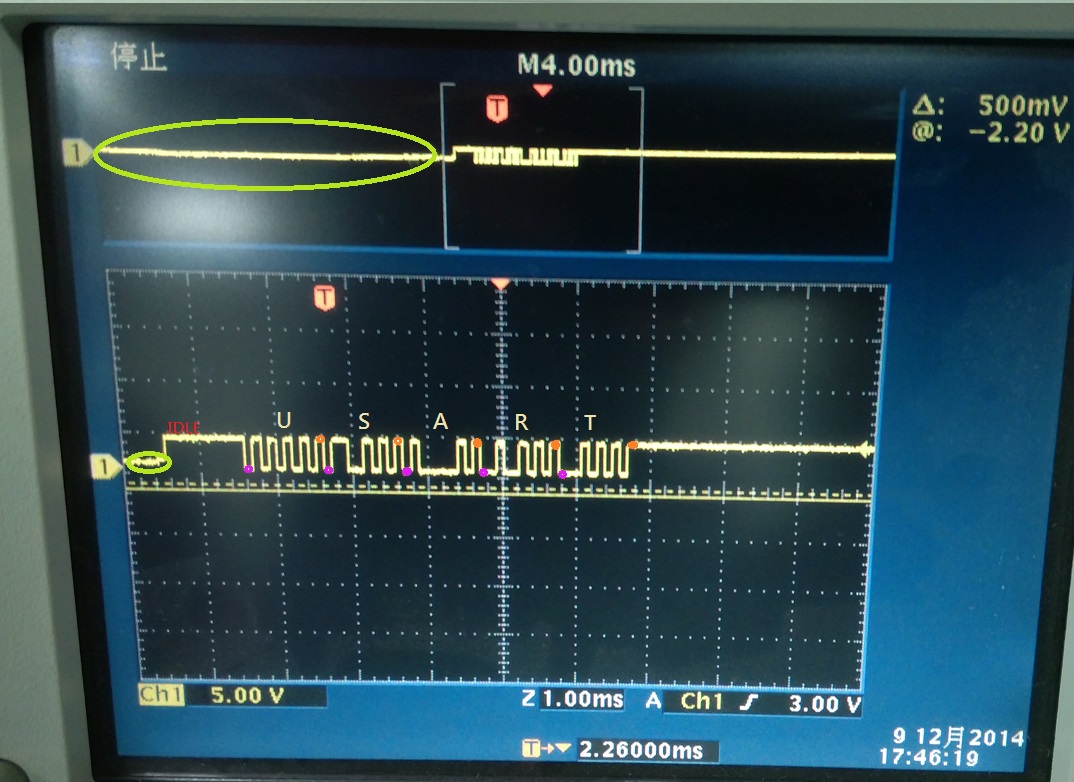 停止
M4.00ms
Δ: 500mV
@: -2.20 V
T
1
T
IDLE
U S A R T
1
Ch1 5.00 V Z 1.00ms A Ch1 3.00 V
T 2.26000ms
9 12月 2014
17:46:19